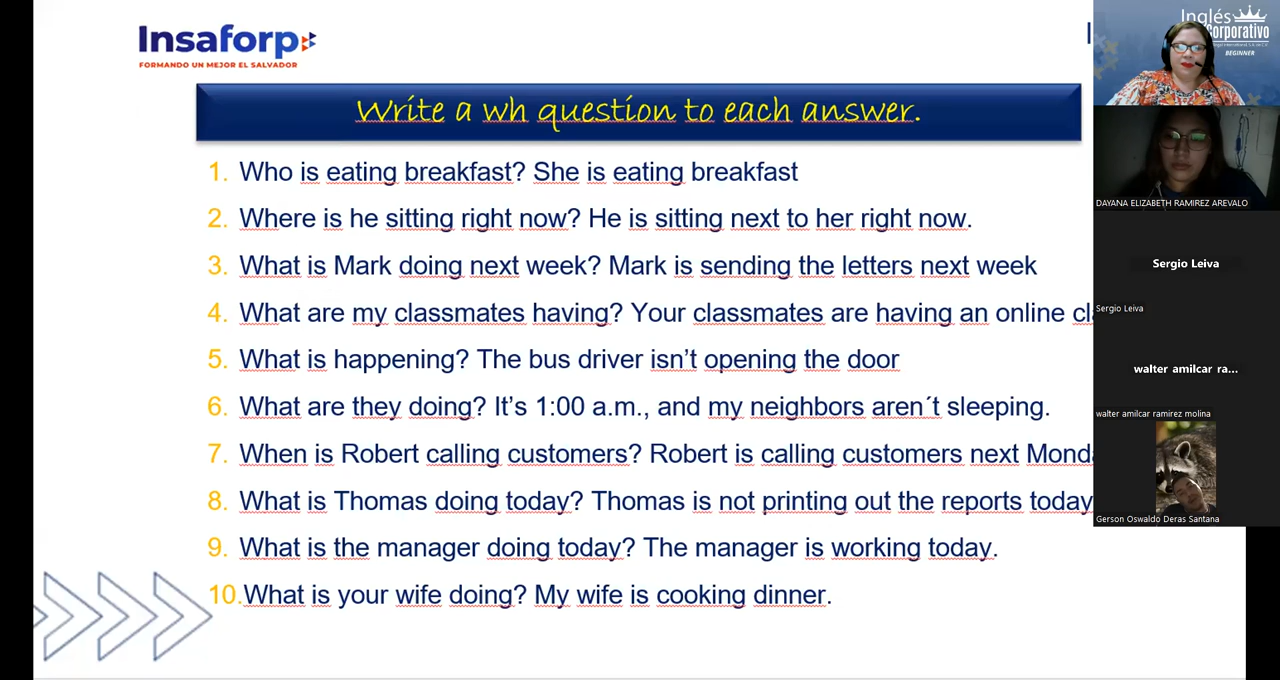 Insaforp
FORMANDO UN MEJOR EL SALVADOR
Write a wh question to each answer.
1. Who is eating breakfast? She is eating breakfast
2. Where is he sitting right now? He is sitting next to her right now.
3. What is Mark doing next week? Mark is sending the letters next week
4. What are my classmates having? Your classmates are having an online
5. What is happening? The bus driver isn't opening the door
6. What are they doing? It's 1:00 a.m., and my neighbors aren´t sleeping.
7. When is Robert calling customers? Robert is calling customers next
8. What is Thomas doing today? Thomas is not printing out the reports today
9. What is the manager doing today? The manager is working today.
10. What is your wife doing? My wife is cooking dinner.
Inglés
Corporativo
BEGINNER
DAYANA ELIZABETH RAMIREZ AREVALO
Sergio Leiva
Sergio Leiva
walter amilcar ra...
walter amilcar ramirez molina
Gerson Oswaldo Deras Santana